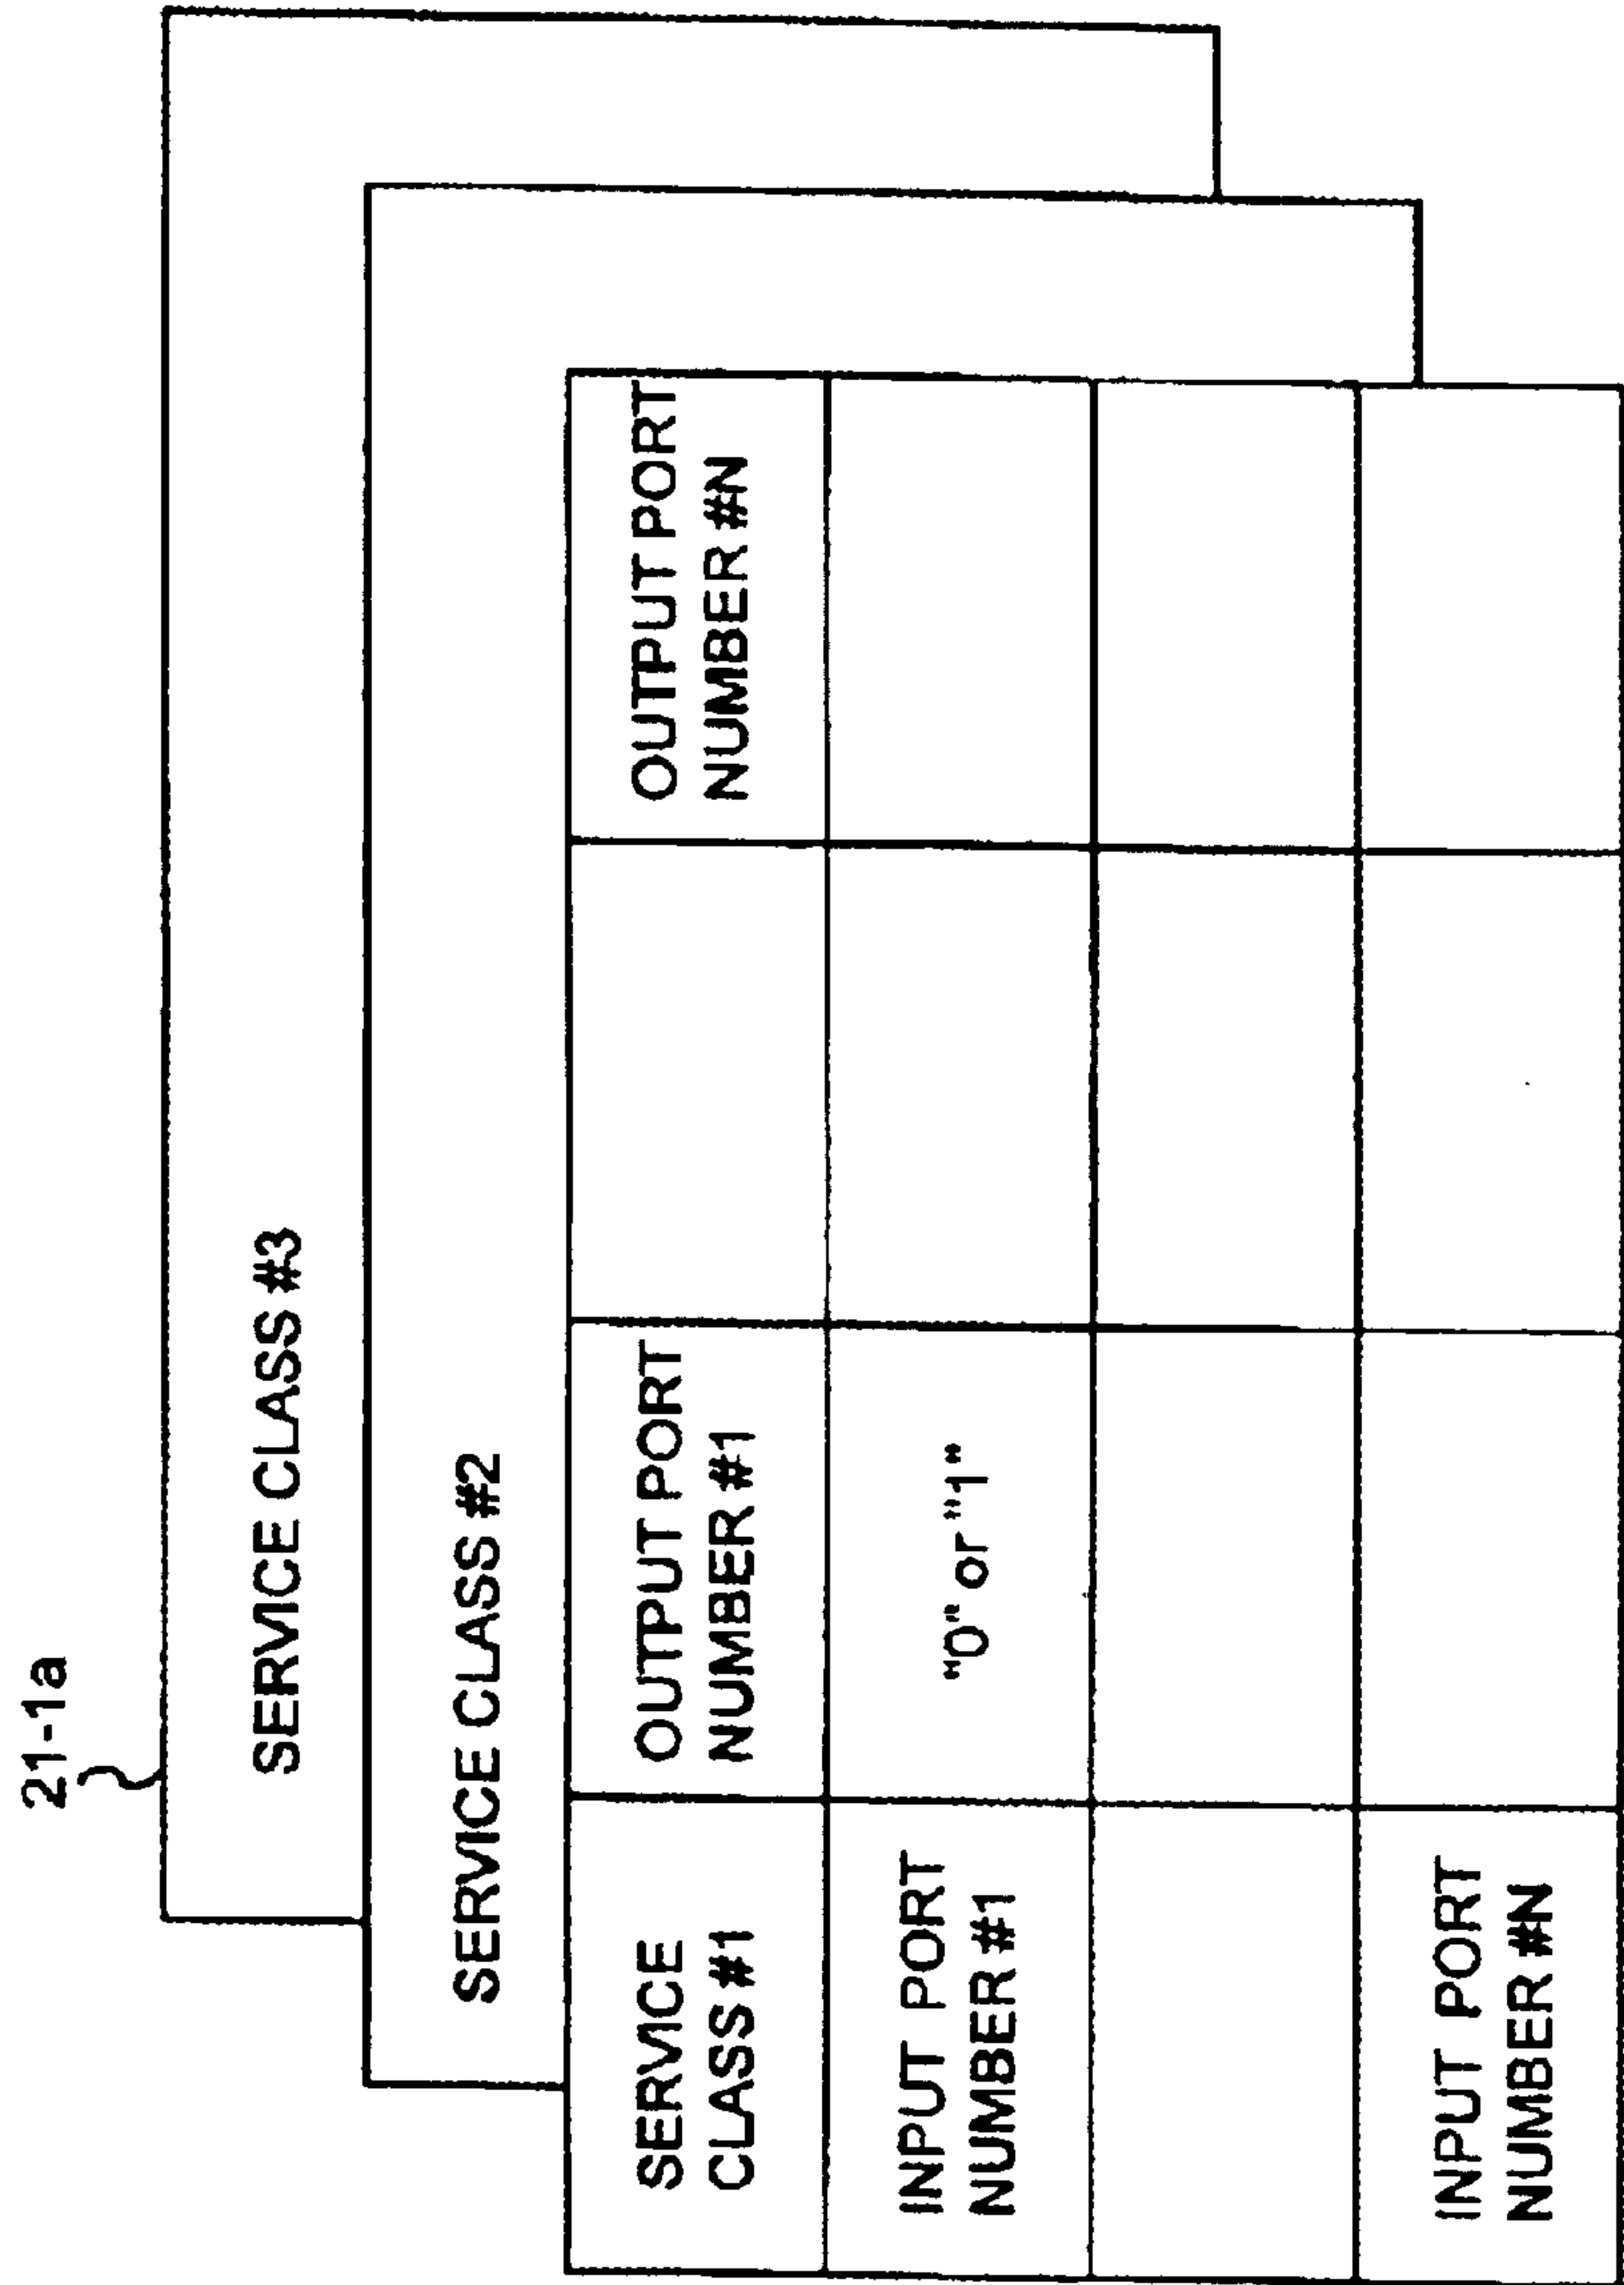 21-1a
SERVICE CLASS #3
SERVICE CLASS #2
SERVICE
CLASS #1
OUTPUT PORT
NUMBER #1
OUTPUT PORT
NUMBER #N
INPUT PORT
NUMBER #1
"0" or "1"
INPUT PORT
NUMBER #N